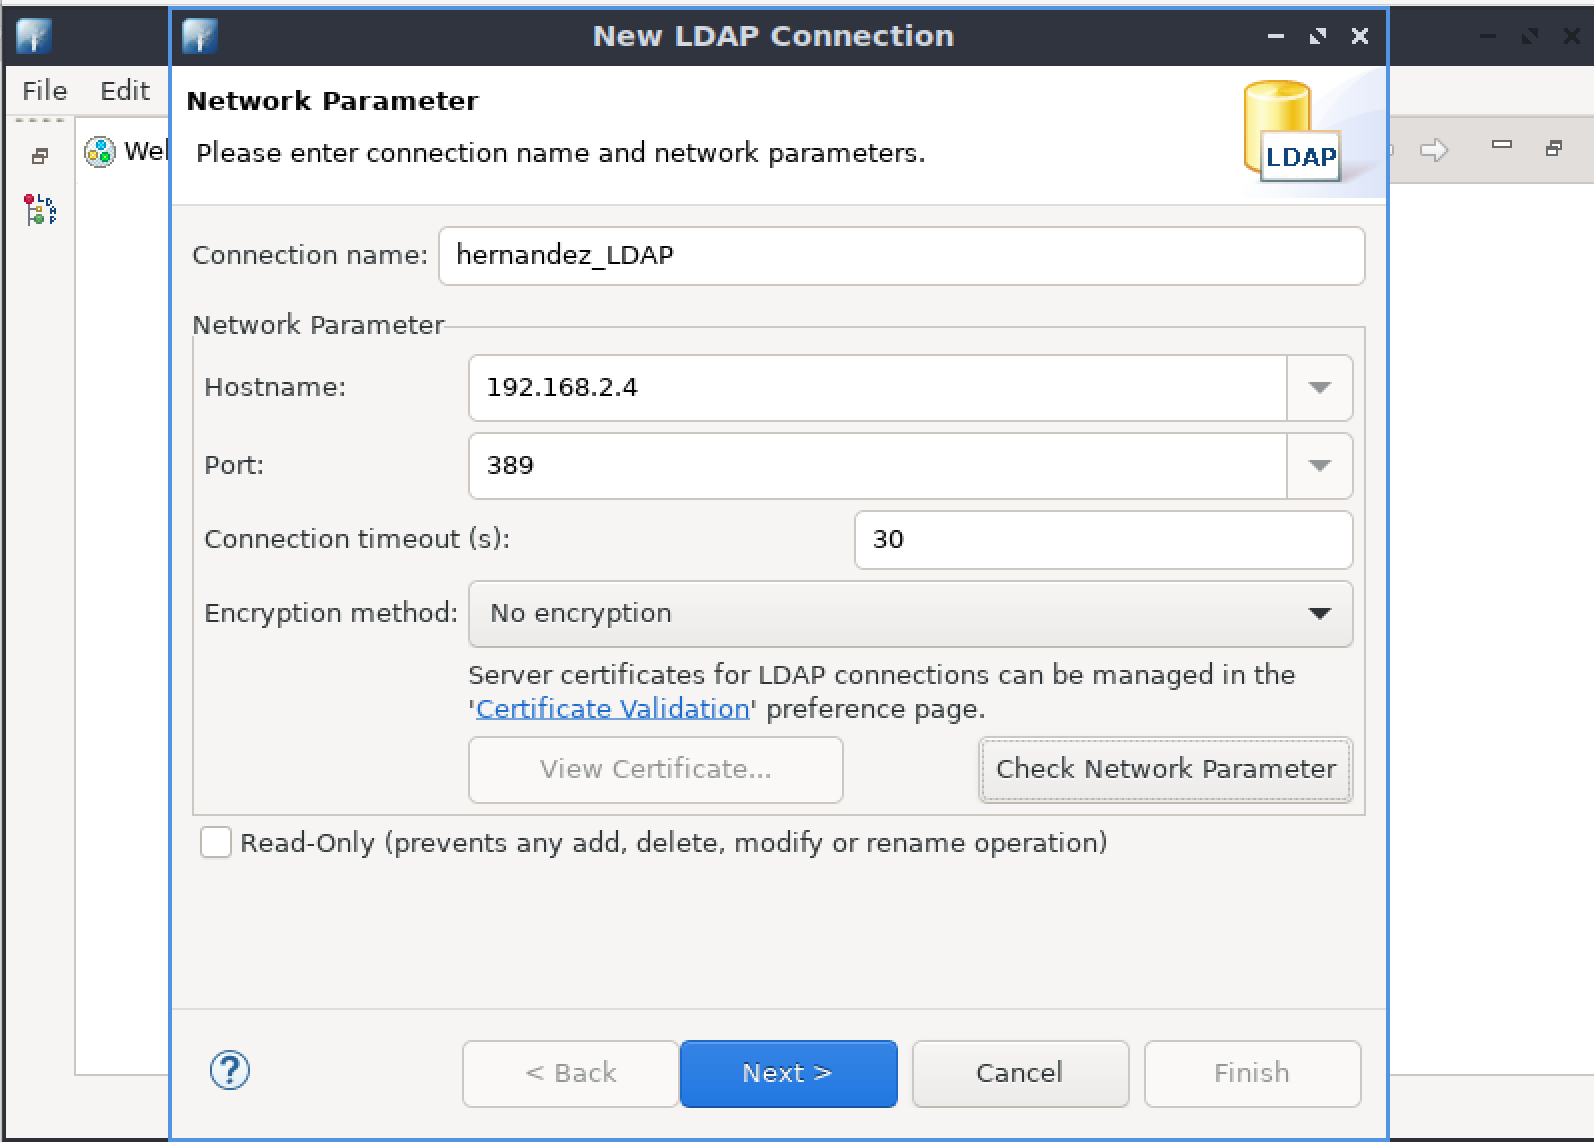 New LDAP Connection
File Edit
Network Parameter
Please enter connection name and network parameters.
LDAP
Wel
LDAP
Connection name: hernandez_LDAP
Network Parameter
Hostname: 192.168.2.4
Port: 389
Connection timeout (s): 30
Encryption method: No encryption
Server certificates for LDAP connections can be managed in the
'Certificate Validation' preference page.
View Certificate... Check Network Parameter
Read-Only (prevents any add, delete, modify or rename operation)
? < Back Next > Cancel Finish